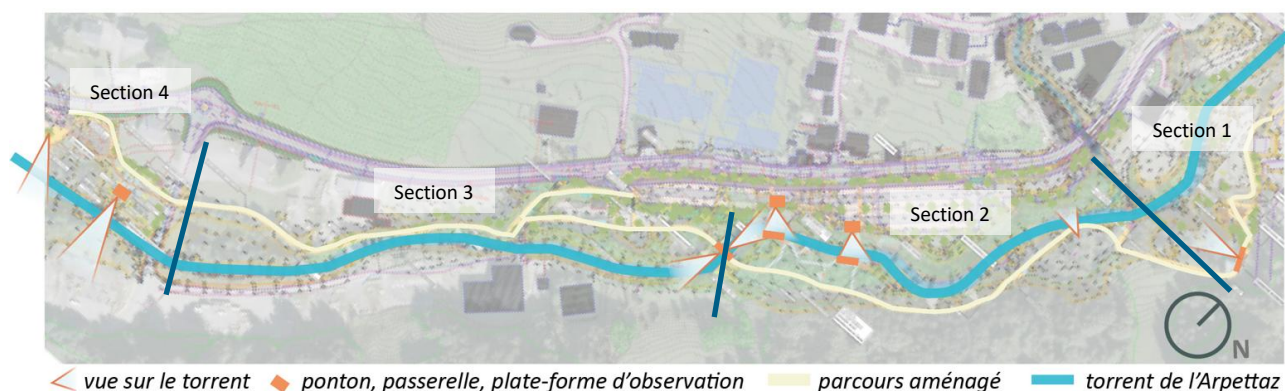 Section 4
Section 1
Section 3
Section 2
N
vue sur le torrent ponton, passerelle, plate-forme d'observation parcours aménagé torrent de l'Arpettaz